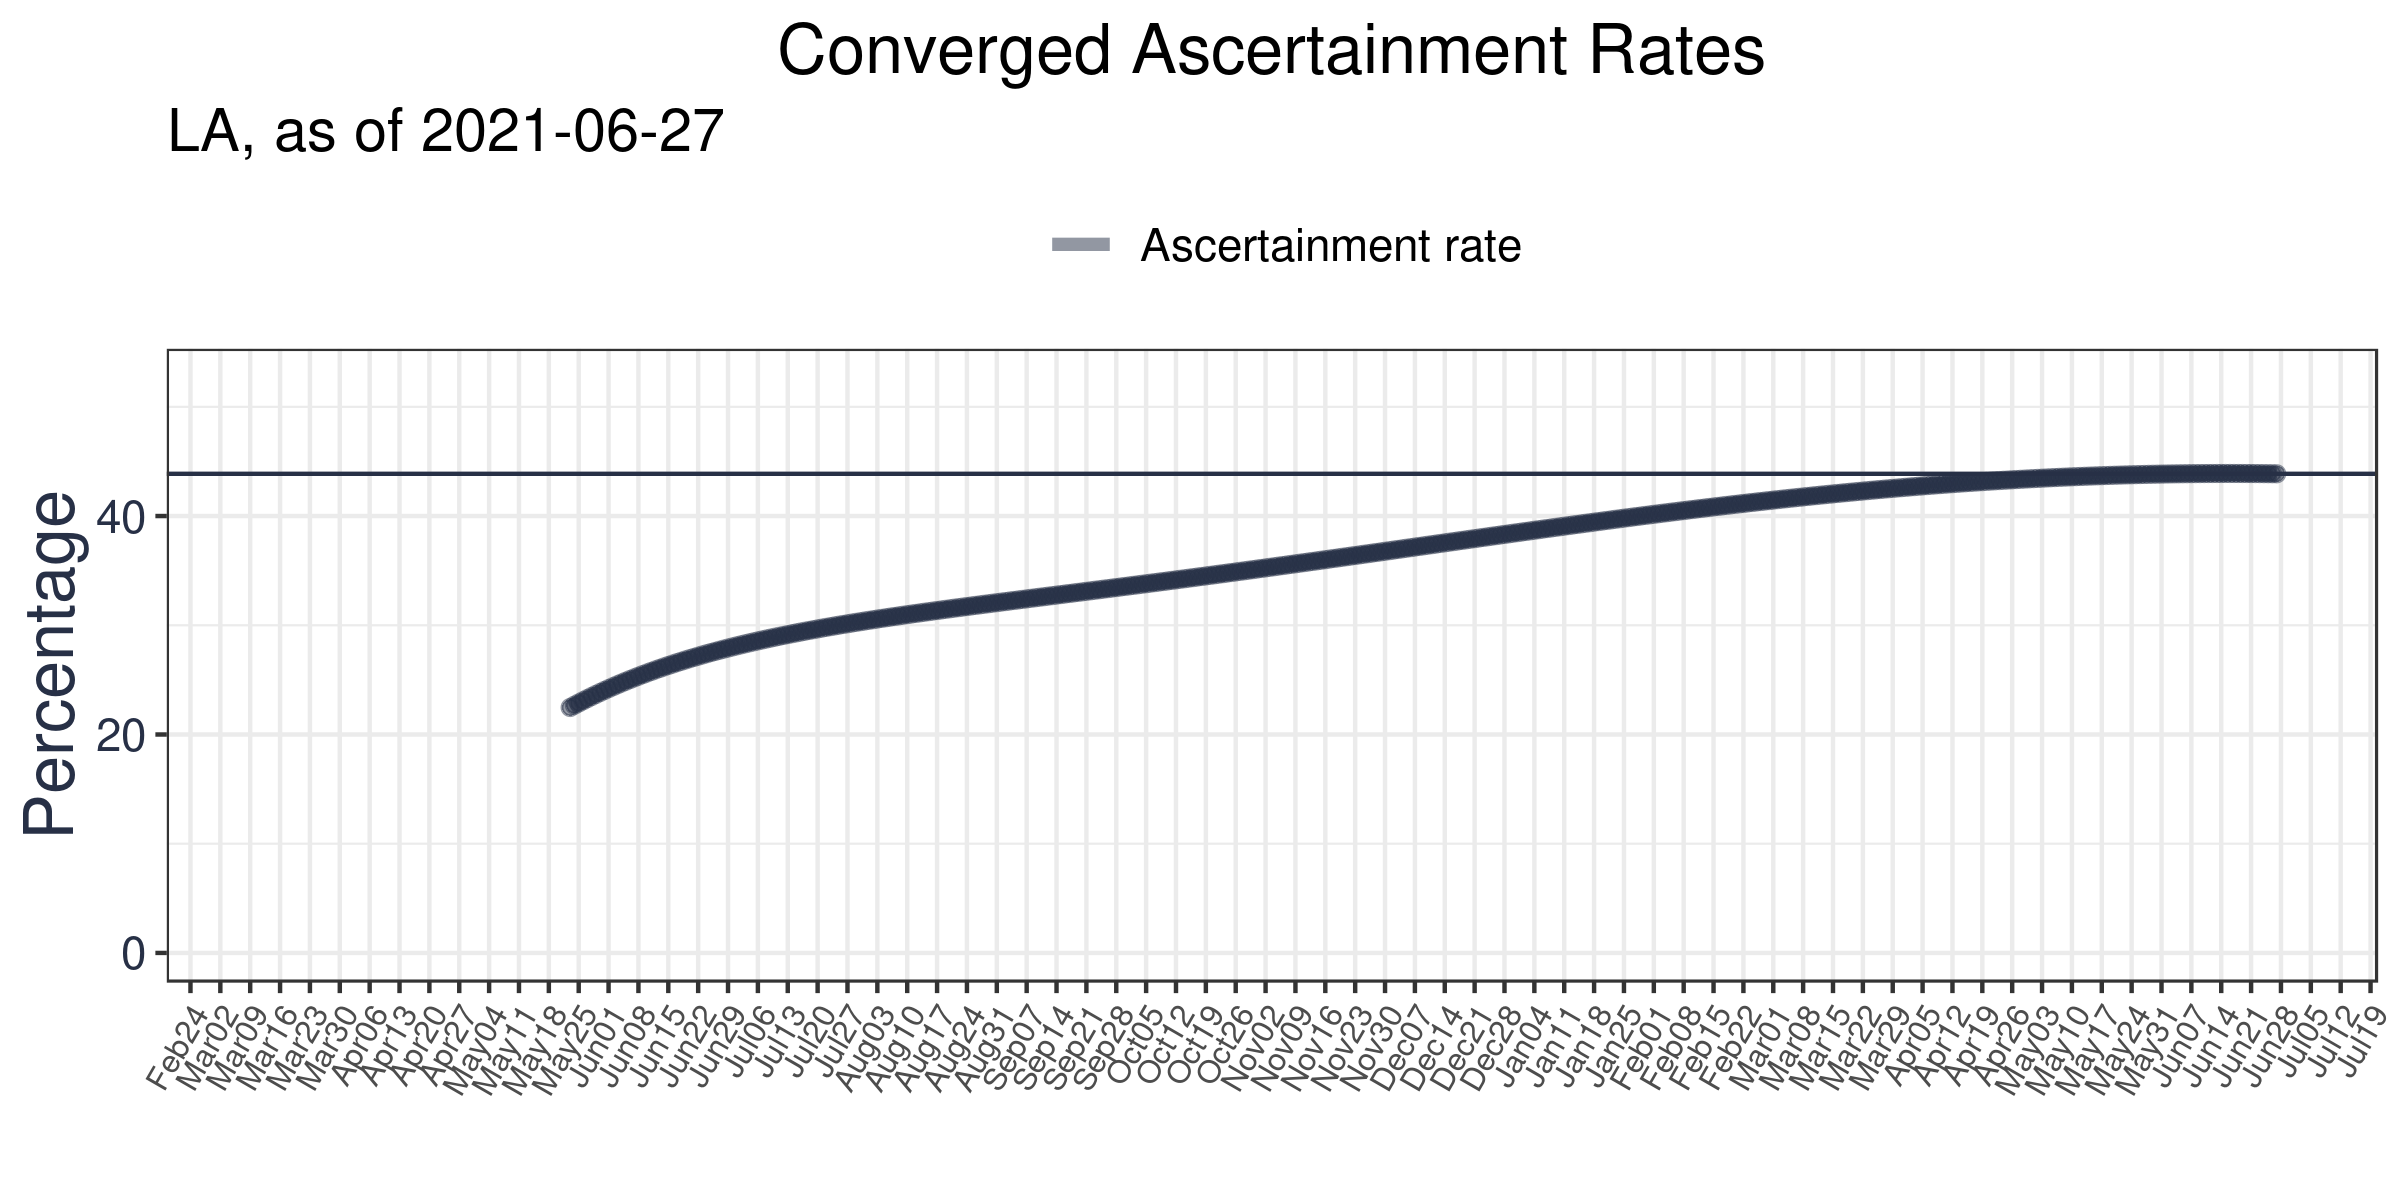 Converged Ascertainment Rates
LA, as of 2021-06-27
Ascertainment rate
Percentage
40
20
0
Feb24
Mar02
Mar09
Mar16
Mar23
Mar30
Apr06
Apr13
Apr20
Apr27
May04
May11
May18
May25
Jun01
Jun08
Jun15
Jun22
Jun29
Jul06
Jul13
Jul20
Jul27
Aug03
Aug10
Aug17
Aug24
Aug31
Sep07
Sep14
Sep21
Sep28
Oct05
Oct12
Oct19
Oct26
Nov02
Nov09
Nov16
Nov23
Nov30
Dec07
Dec14
Dec21
Dec28
Jan04
Jan11
Jan18
Jan25
Feb01
Feb08
Feb15
Feb22
Mar01
Mar08
Mar15
Mar22
Mar29
Apr05
Apr12
Apr19
Apr26
May03
May10
May17
May24
May31
Jun07
Jun14
Jun21
Jun28
Jul05
Jul12
Jul19